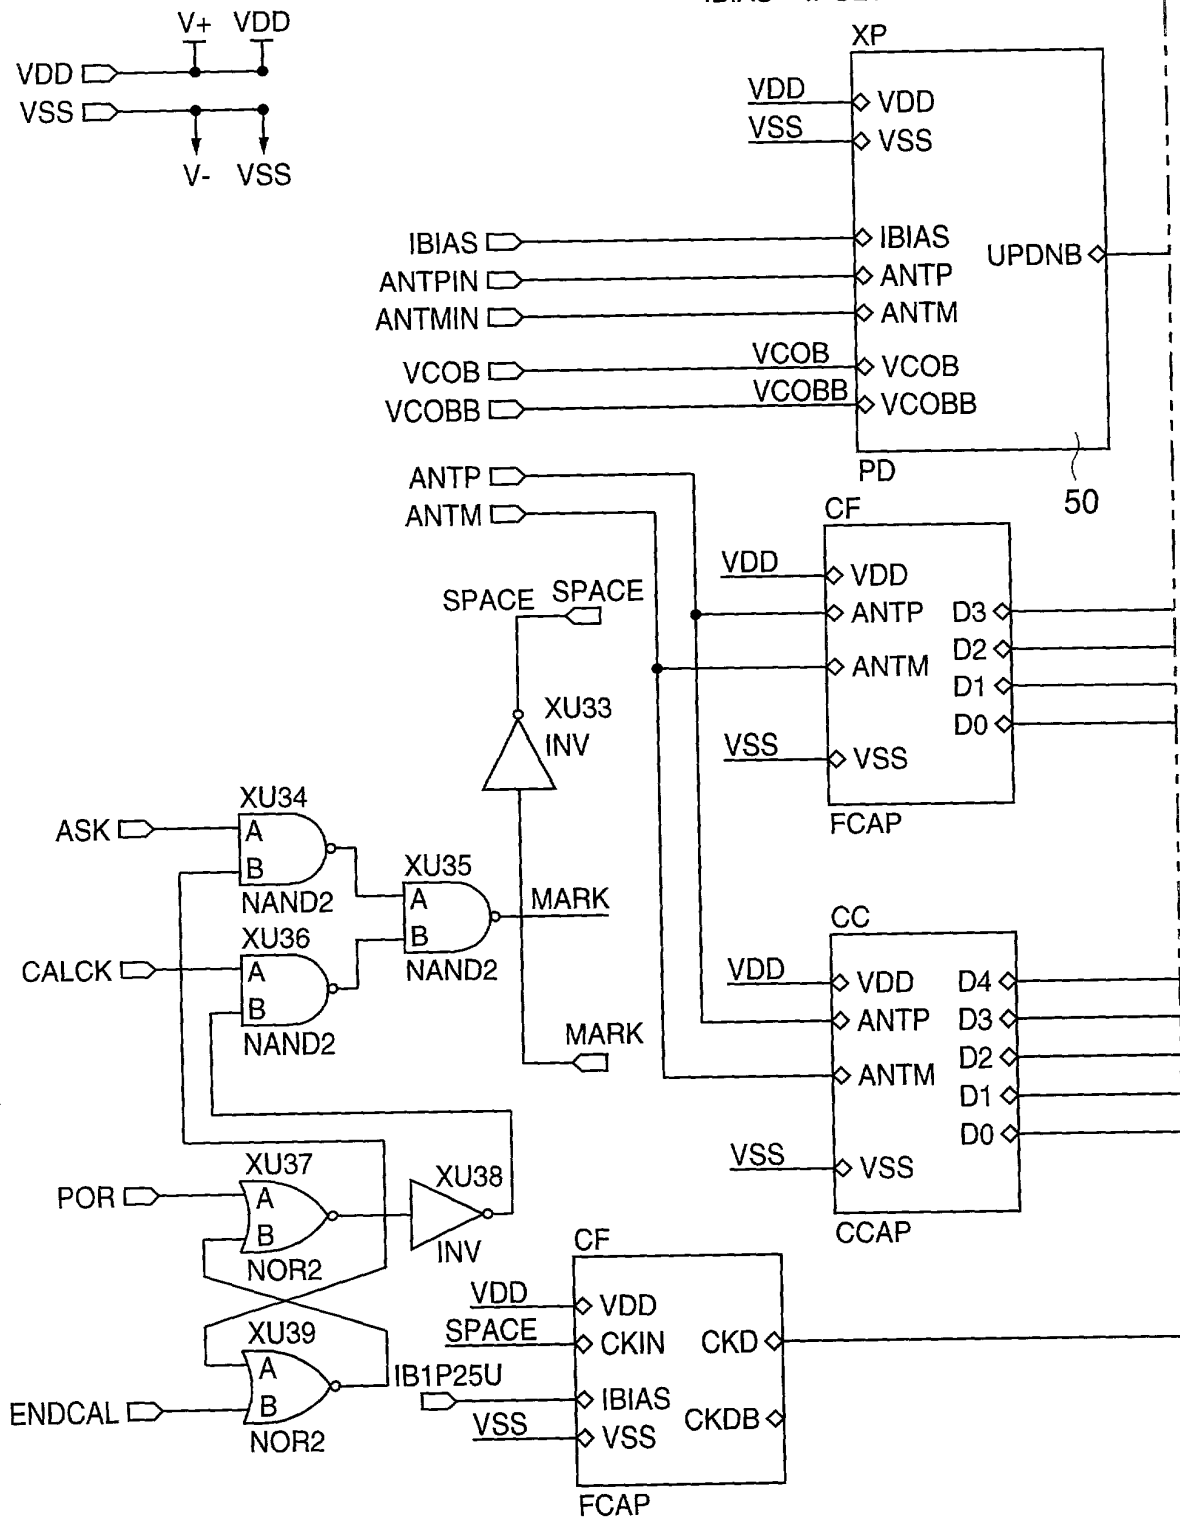 V+ VDD
VDD
VSS
V- VSS
XP
VDD VDD
VSS VSS
IBIAS IBIAS
UPDNB
ANTPIN ANTP
ANTMIN ANTM
VCOB VCOB VCOB
VCOBB VCOBB VCOBB
PD
50
ANTP
ANTM
CF
VDD VDD
ANTP D3
D2
ANTM
D1
D0
VSS VSS
FCAP
SPACE SPACE
XU33
INV
XU34
ASK A
B
NAND2
XU35
A
B
NAND2
MARK
XU36
CALCK A
B
NAND2
MARK
CC
VDD VDD D4
ANTP D3
D2
ANTM
D1
D0
VSS VSS
CCAP
XU37
POR A
B
NOR2
XU38
INV
XU39
A
ENDCAL B
NOR2
CF
VDD VDD
SPACE CKIN CKD
IB1P25U IBIAS
CKDB
VSS VSS
FCAP